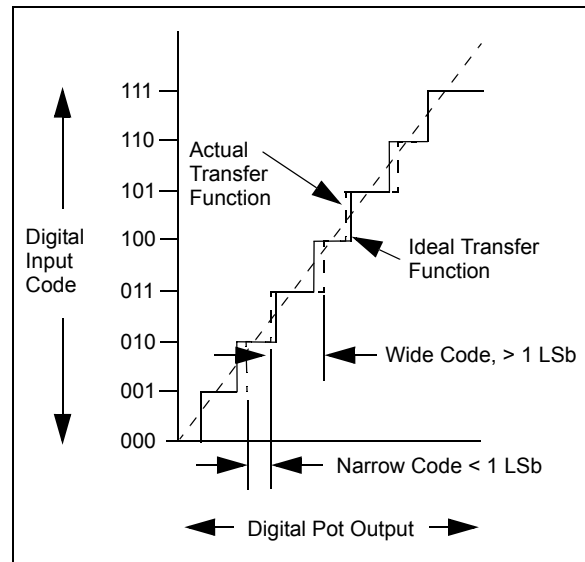 111
110
Actual
Transfer
Function
101
Digital
Input
Code
100
Ideal Transfer
Function
011
010
Wide Code, > 1 LSb
001
000
Narrow Code < 1 LSb
Digital Pot Output